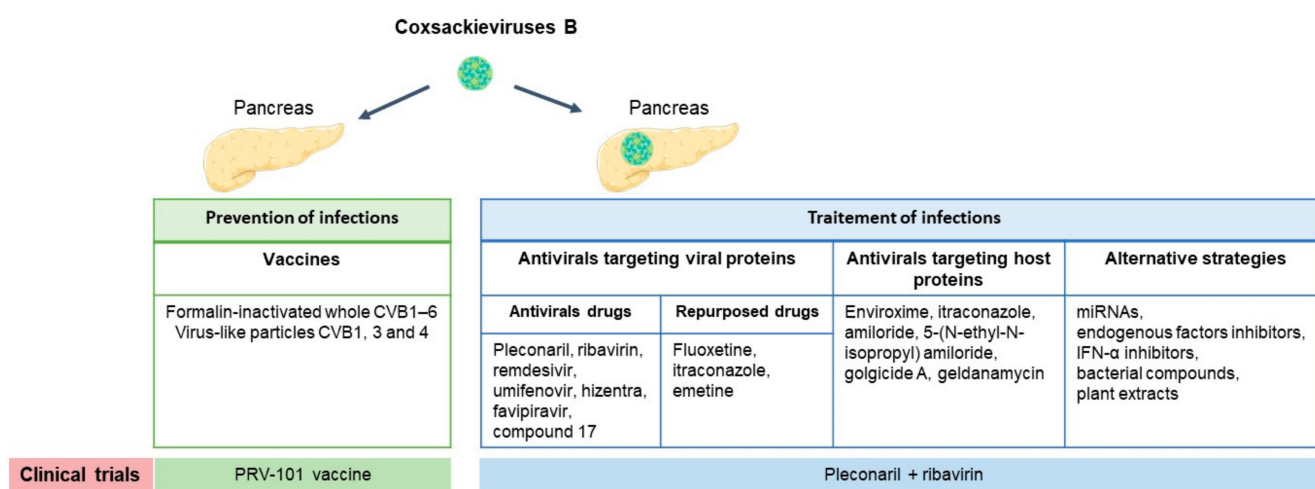 Coxsackieviruses B
Pancreas
Pancreas
Prevention of infections
Vaccines
Formalin-inactivated whole CVB1–6
Virus-like particles CVB1, 3 and 4
Traitement of infections
Antivirals targeting viral proteins
Antivirals drugs
Pleconaril, ribavirin,
remdesivir,
umifenovir, hizentra,
favipiravir,
compound 17
Repurposed drugs
Fluoxetine,
itraconazole,
emetine
Antivirals targeting host
proteins
Enviroxime, itraconazole,
amiloride, 5-(N-ethyl-N-
isopropyl) amiloride,
golgicide A, geldanamycin
Alternative strategies
miRNAs,
endogenous factors inhibitors,
IFN-α inhibitors,
bacterial compounds,
plant extracts
Clinical trials
PRV-101 vaccine
Pleconaril + ribavirin